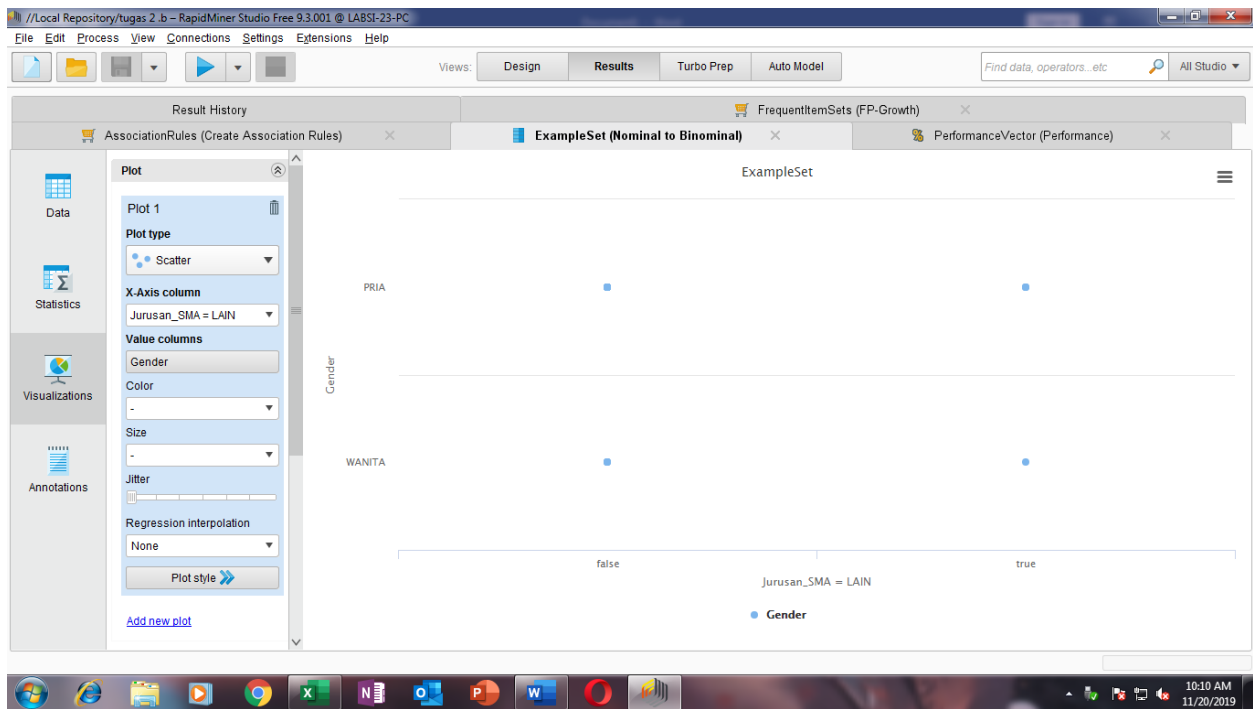 //Local Repository/tugas 2 .b – RapidMiner Studio Free 9.3.001 @ LABSI-23-PC
File Edit Process View Connections Settings Extensions Help
Views: Design Results Turbo Prep Auto Model Find data, operators...etc All Studio
Result History FrequentItemSets (FP-Growth)
AssociationRules (Create Association Rules) ExampleSet (Nominal to Binominal) PerformanceVector (Performance)
Data
Statistics
Visualizations
Annotations
Plot
Plot 1
Plot type
Scatter
X-Axis column
Jurusan_SMA = LAIN
Value columns
Gender
Color
-
Size
-
Jitter
Regression interpolation
None
Plot style
Add new plot
ExampleSet
PRIA
Gender
WANITA
false true
Jurusan_SMA = LAIN
Gender
10:10 AM
11/20/2019